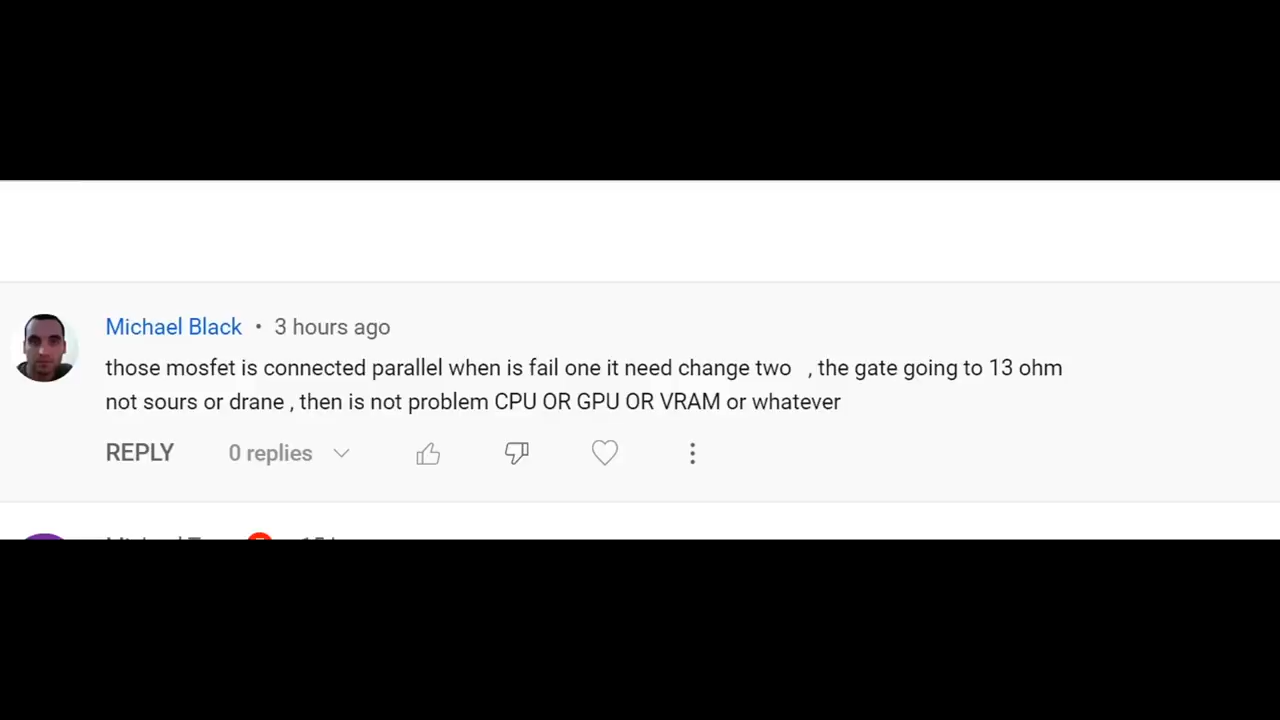 Michael Black • 3 hours ago
those mosfet is connected parallel when is fail one it need change two , the gate going to 13 ohm
not sours or drane , then is not problem CPU OR GPU OR VRAM or whatever
REPLY 0 replies